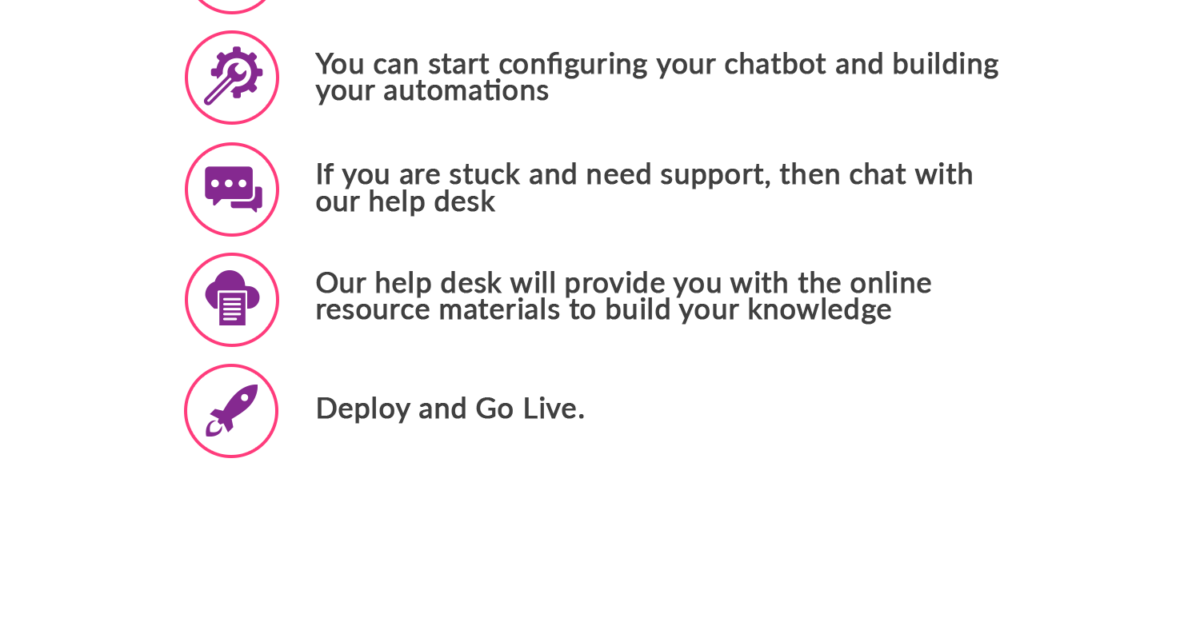 You can start configuring your chatbot and building
your automations
If you are stuck and need support, then chat with
our help desk
Our help desk will provide you with the online
resource materials to build your knowledge
Deploy and Go Live.